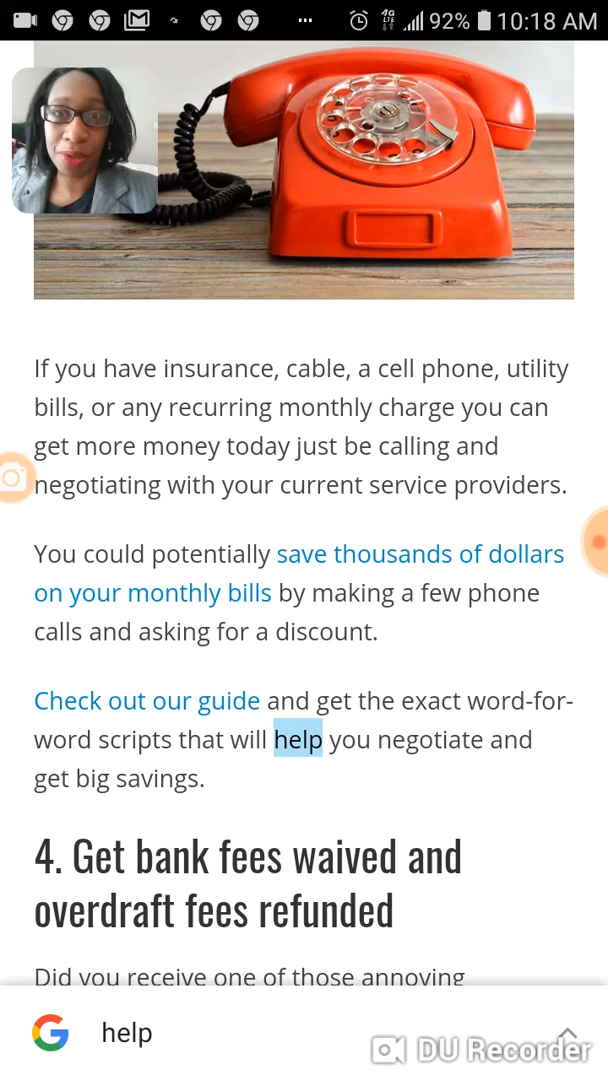 4G
LTE
92%
10:18 AM
If you have insurance, cable, a cell phone, utility
bills, or any recurring monthly charge you can
get more money today just be calling and
negotiating with your current service providers.
You could potentially save thousands of dollars
on your monthly bills by making a few phone
calls and asking for a discount.
Check out our guide and get the exact word-for-
word scripts that will help you negotiate and
get big savings.
4. Get bank fees waived and
overdraft fees refunded
Did you receive one of those annoying
help
DU Recorder